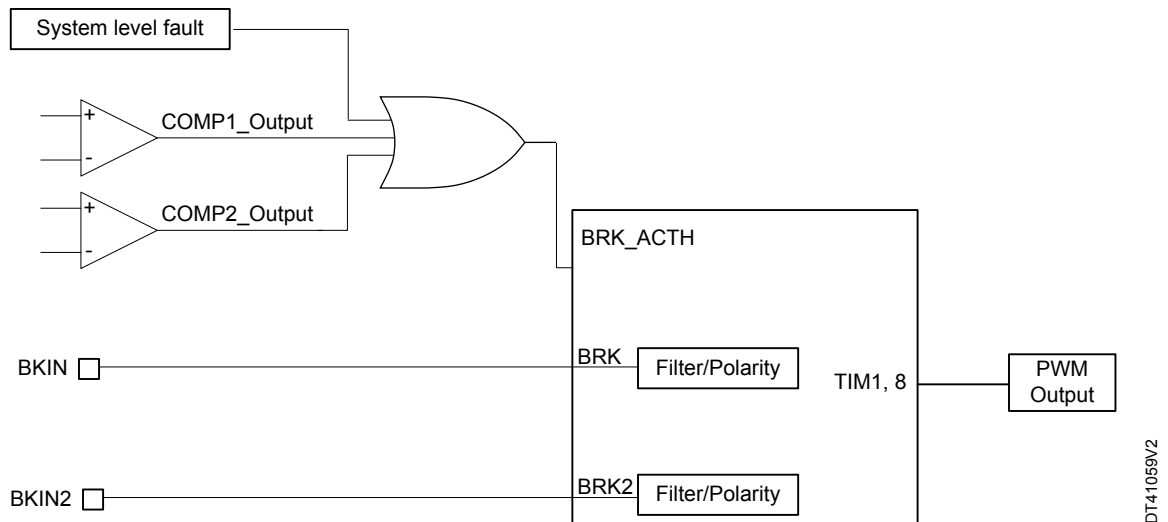 System level fault
+
COMP1_Output
-
+
COMP2_Output
-
BRK_ACTH
BKIN
BRK
Filter/Polarity
TIM1, 8
PWM
Output
BKIN2
BRK2
Filter/Polarity
DT41059V2